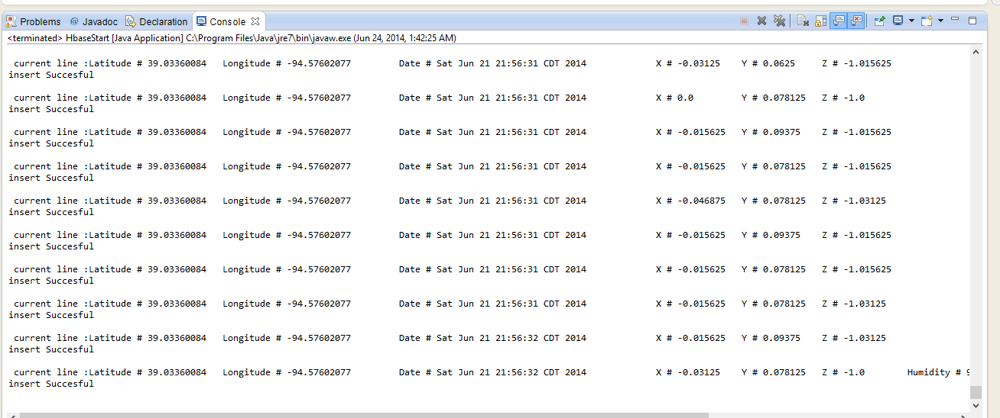 Problems @ Javadoc Declaration Console
<terminated> HbaseStart [Java Application] C:\Program Files\Java\jre7\bin\javaw.exe (Jun 24, 2014, 1:42:25 AM)
current line :Latitude # 39.03360084 Longitude # -94.57602077 Date # Sat Jun 21 21:56:31 CDT 2014 X # -0.03125 Y # 0.0625 Z # -1.015625
insert Succesful
current line :Latitude # 39.03360084 Longitude # -94.57602077 Date # Sat Jun 21 21:56:31 CDT 2014 X # 0.0 Y # 0.078125 Z # -1.0
insert Succesful
current line :Latitude # 39.03360084 Longitude # -94.57602077 Date # Sat Jun 21 21:56:31 CDT 2014 X # -0.015625 Y # 0.09375 Z # -1.015625
insert Succesful
current line :Latitude # 39.03360084 Longitude # -94.57602077 Date # Sat Jun 21 21:56:31 CDT 2014 X # -0.015625 Y # 0.078125 Z # -1.015625
insert Succesful
current line :Latitude # 39.03360084 Longitude # -94.57602077 Date # Sat Jun 21 21:56:31 CDT 2014 X # -0.046875 Y # 0.078125 Z # -1.03125
insert Succesful
current line :Latitude # 39.03360084 Longitude # -94.57602077 Date # Sat Jun 21 21:56:31 CDT 2014 X # -0.015625 Y # 0.09375 Z # -1.015625
insert Succesful
current line :Latitude # 39.03360084 Longitude # -94.57602077 Date # Sat Jun 21 21:56:31 CDT 2014 X # -0.015625 Y # 0.078125 Z # -1.015625
insert Succesful
current line :Latitude # 39.03360084 Longitude # -94.57602077 Date # Sat Jun 21 21:56:31 CDT 2014 X # -0.015625 Y # 0.078125 Z # -1.03125
insert Succesful
current line :Latitude # 39.03360084 Longitude # -94.57602077 Date # Sat Jun 21 21:56:32 CDT 2014 X # -0.015625 Y # 0.09375 Z # -1.03125
insert Succesful
current line :Latitude # 39.03360084 Longitude # -94.57602077 Date # Sat Jun 21 21:56:32 CDT 2014 X # -0.03125 Y # 0.078125 Z # -1.0 Humidity #
insert Succesful